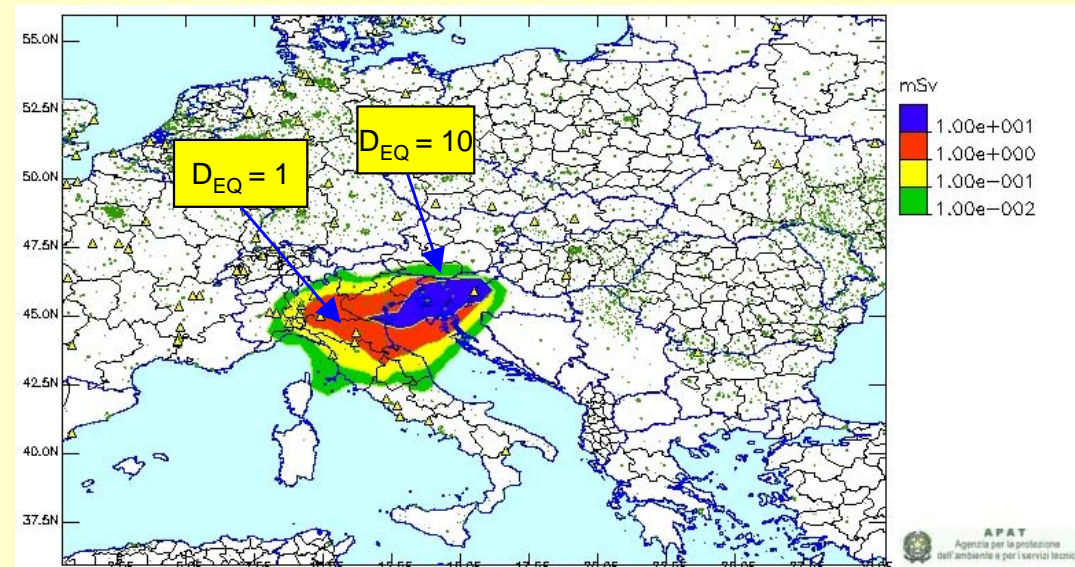 55.0N
52.5N
50.0N
47.5N
45.0N
42.5N
40.0N
37.5N
D_EQ = 1
D_EQ = 10
mSv
1.00e+001
1.00e+000
1.00e-001
1.00e-002
APAT
Agenzia per la protezione
dell'ambiente e per i servizi tecnici